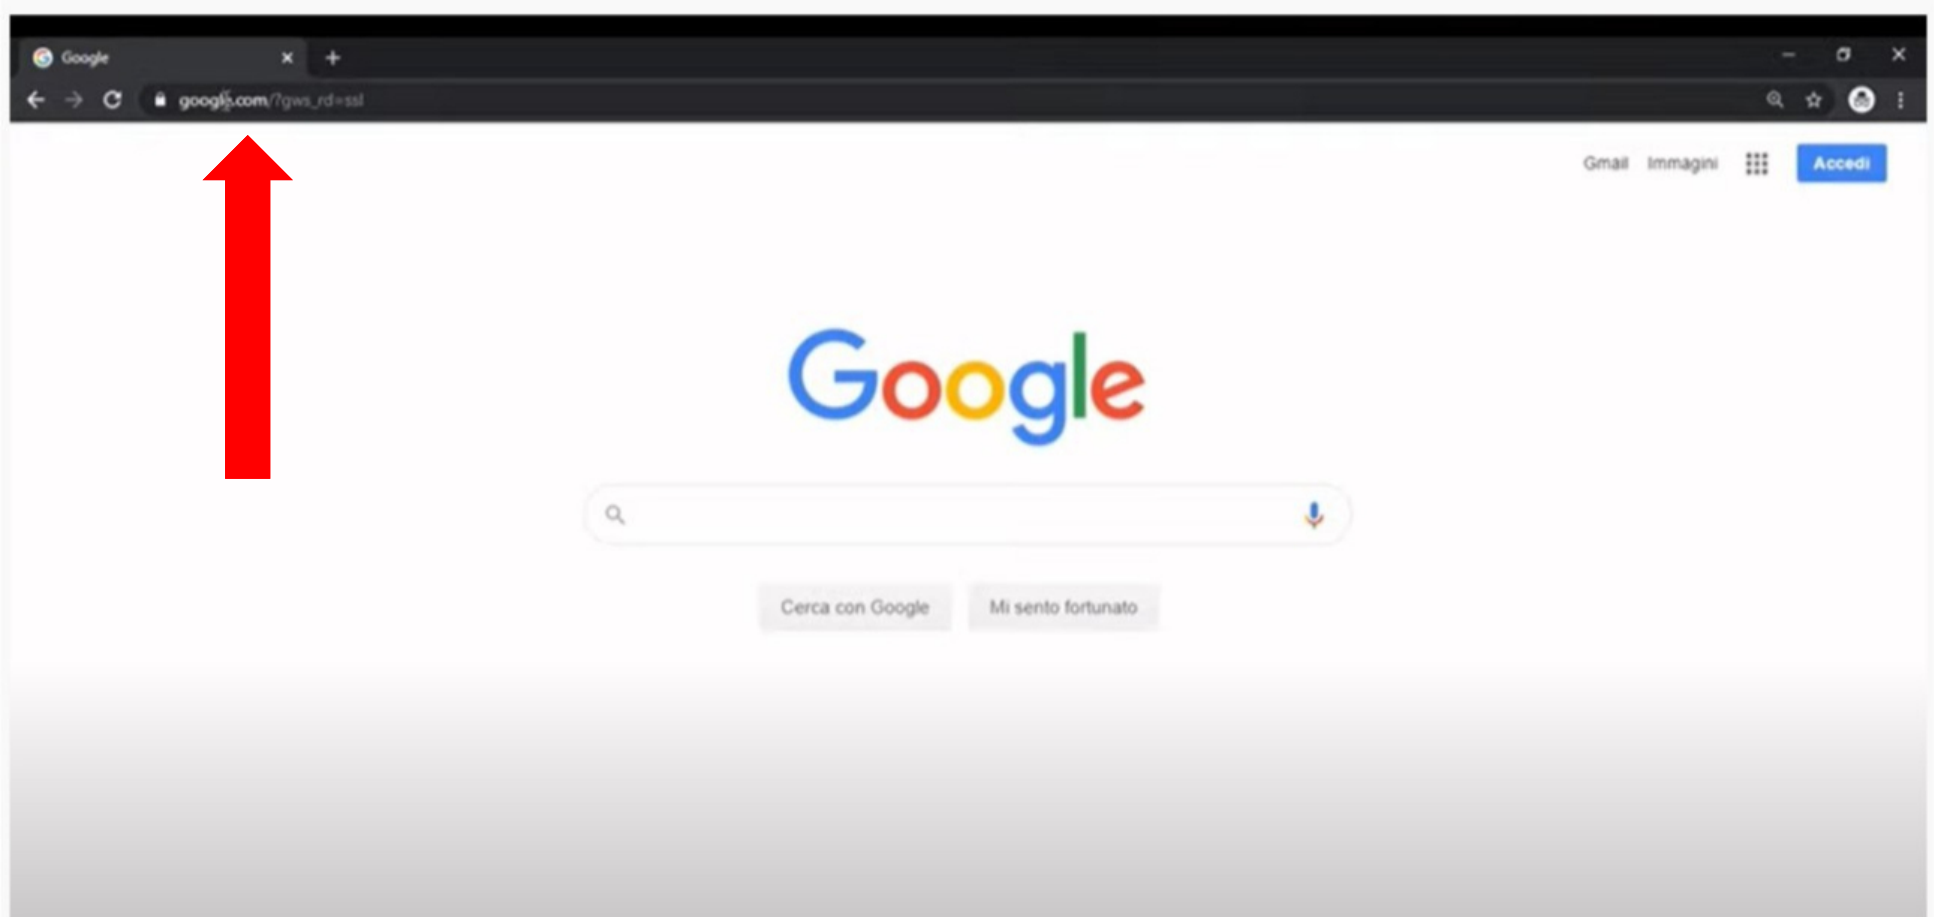 Google
google.com/?gws_rd=ssl
Gmail Immagini Accedi
Google
Cerca con Google Mi sento fortunato